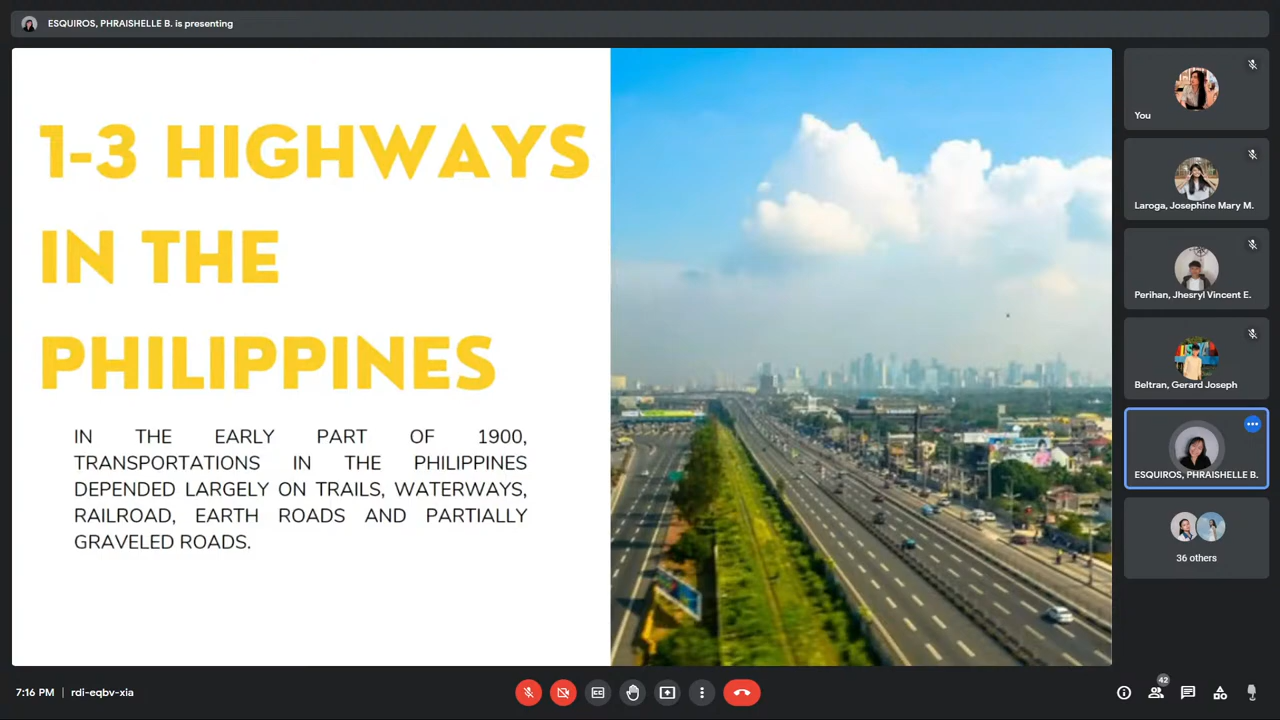 ESQUIROS, PHRAISHELLE B. is presenting
1-3 HIGHWAYS
IN THE
PHILIPPINES
IN THE EARLY PART OF 1900,
TRANSPORTATIONS IN THE PHILIPPINES
DEPENDED LARGELY ON TRAILS, WATERWAYS,
RAILROAD, EARTH ROADS AND PARTIALLY
GRAVELED ROADS.
You
Laroga, Josephine Mary M.
Perihan, Jhesryl Vincent E.
Beltran, Gerard Joseph
ESQUIROS, PHRAISHELLE B.
36 others
7:16 PM | rdi-eqbv-xia
42